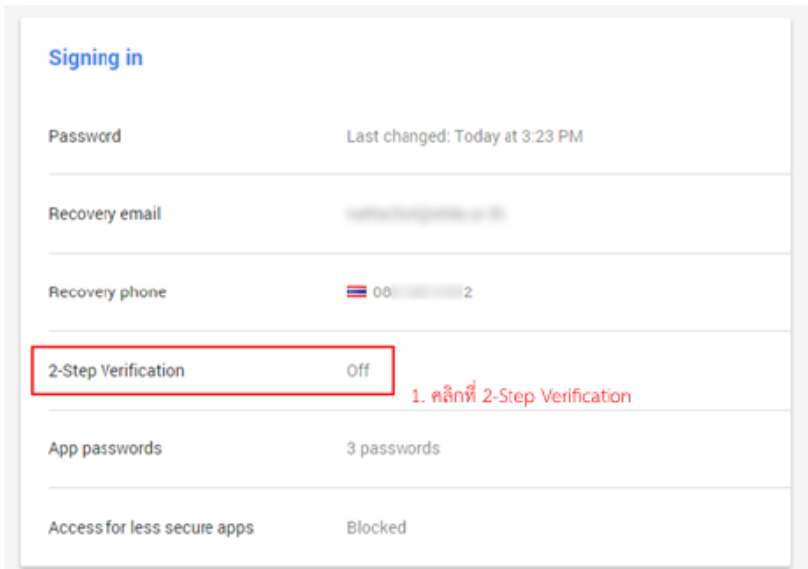 Signing in
Password Last changed: Today at 3:23 PM
Recovery email
Recovery phone 08 2
2-Step Verification Off
1. คลิกที่ 2-Step Verification
App passwords 3 passwords
Access for less secure apps Blocked